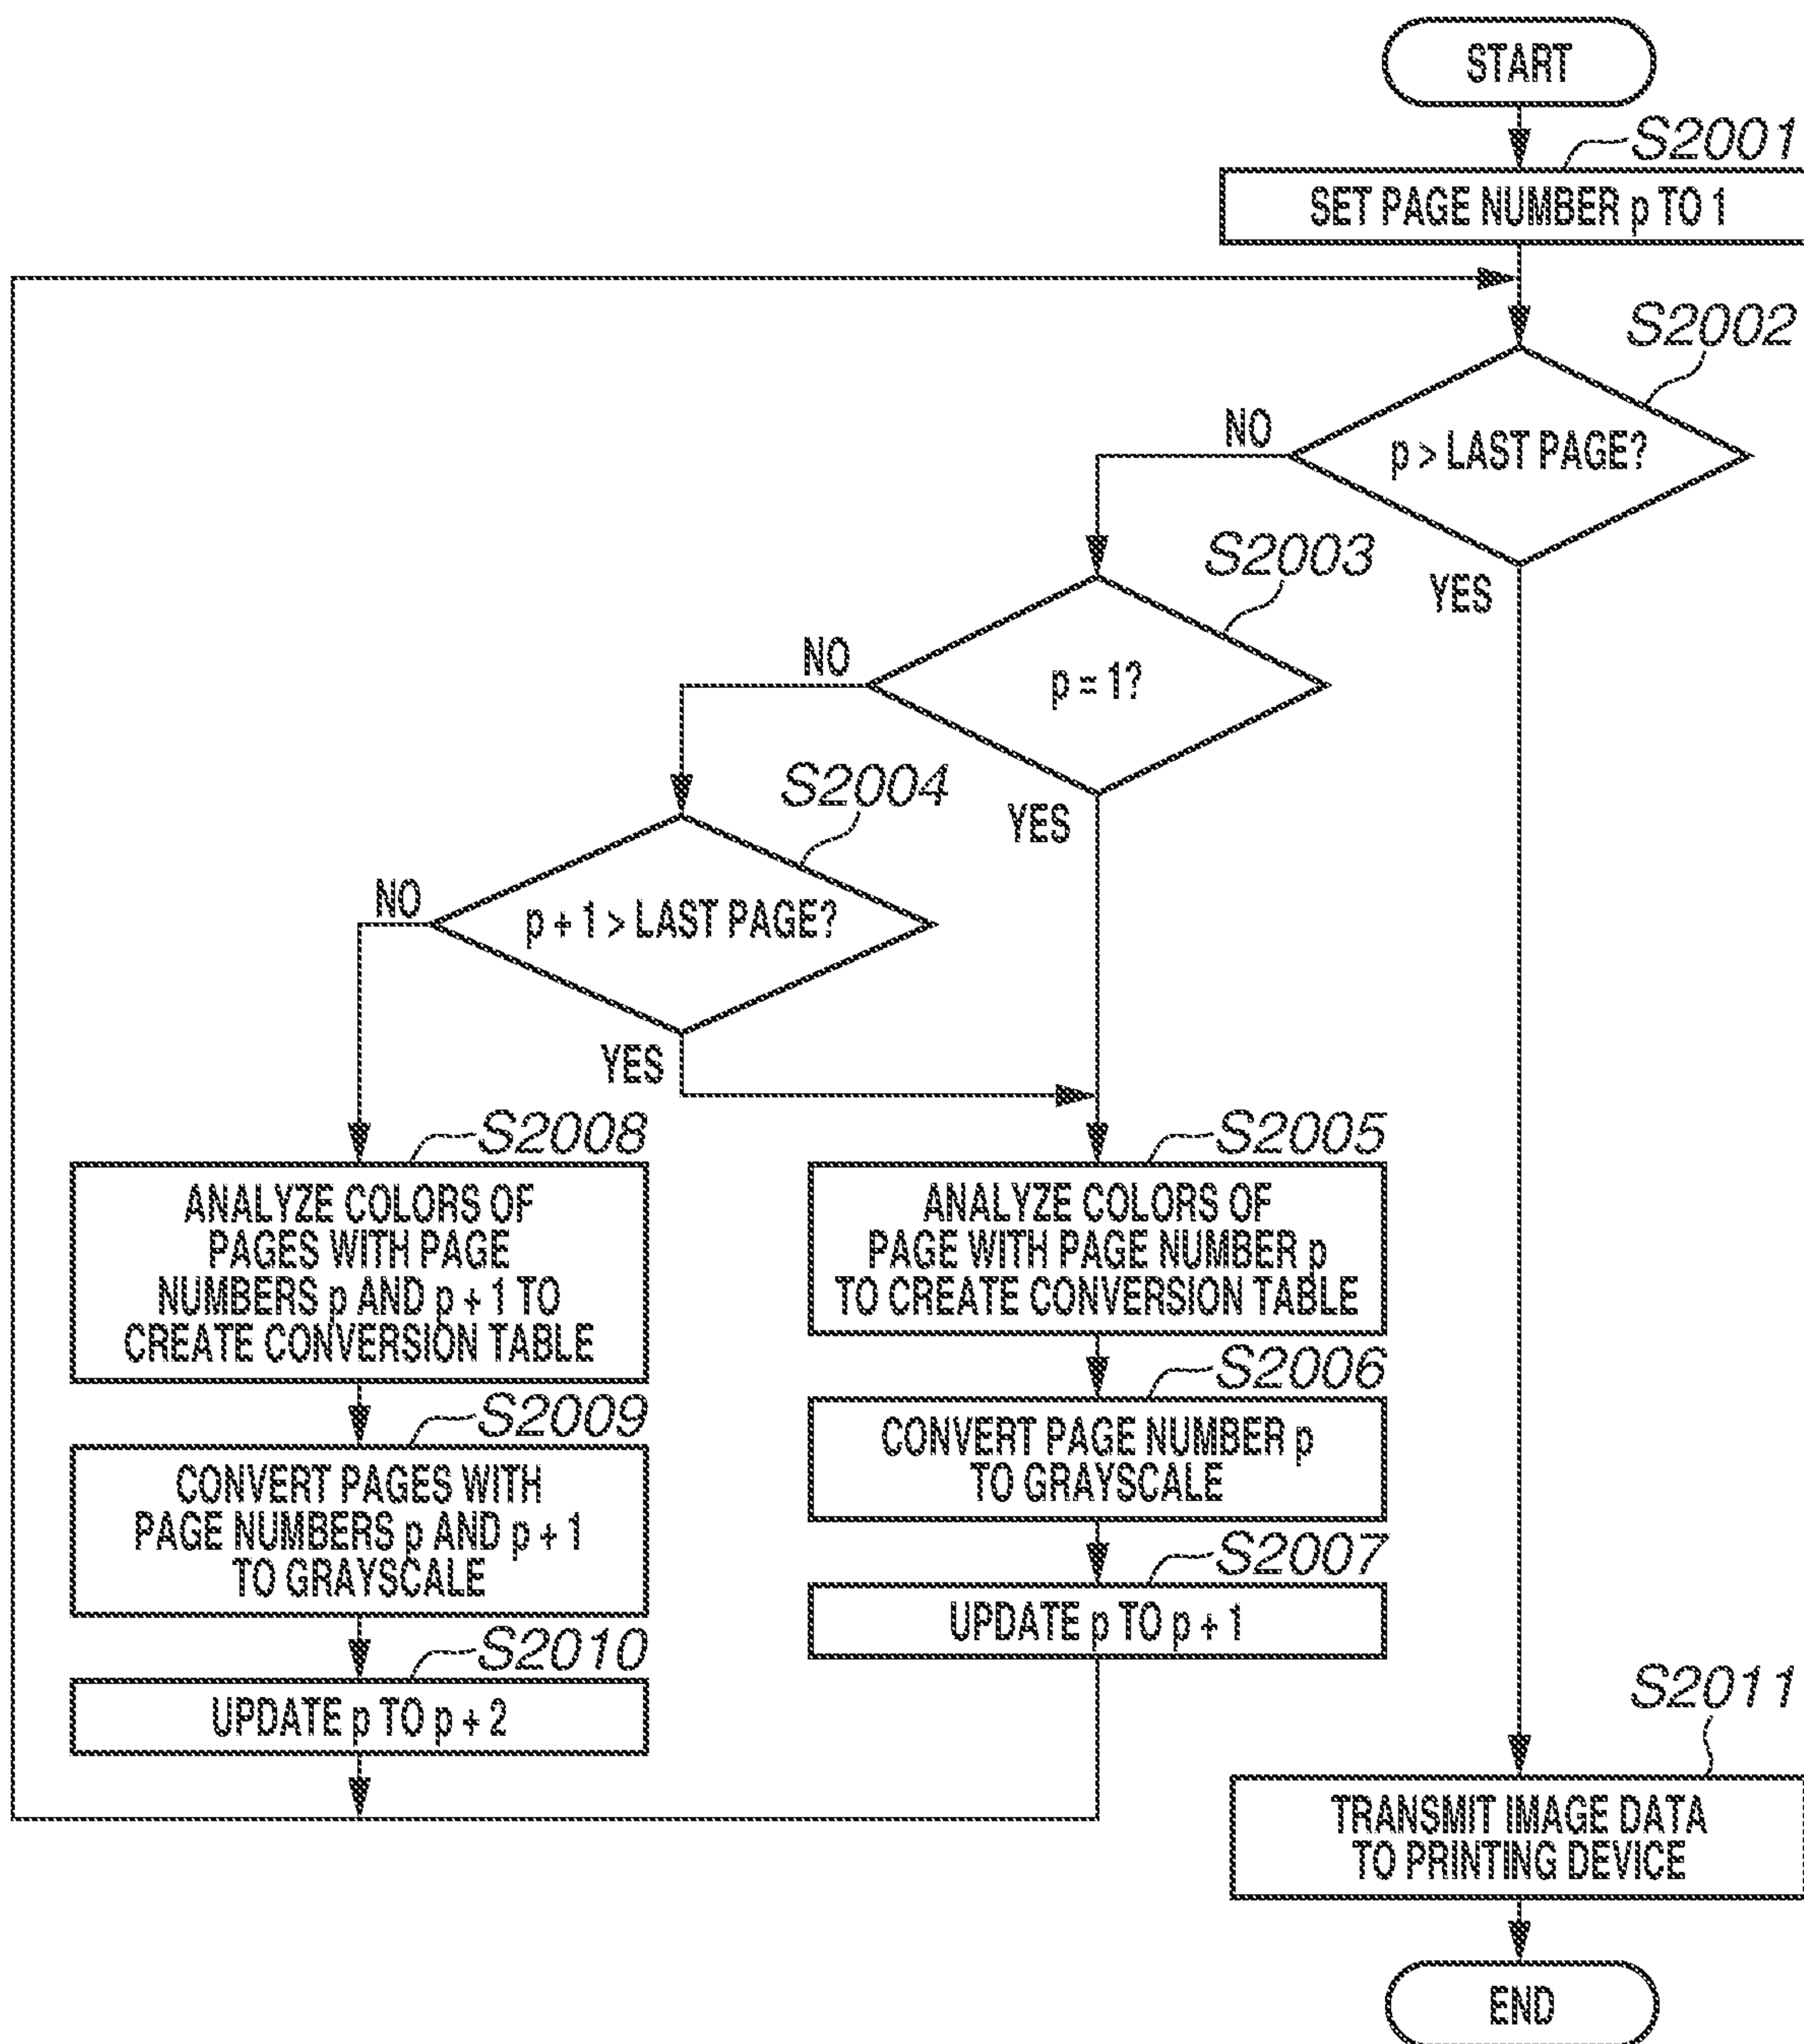 START
S2001
SET PAGE NUMBER p TO 1
S2002
p > LAST PAGE?
NO
YES
S2003
p = 1?
NO
YES
S2004
p + 1 > LAST PAGE?
NO
YES
S2008
ANALYZE COLORS OF
PAGES WITH PAGE
NUMBERS p AND p + 1 TO
CREATE CONVERSION TABLE
S2009
CONVERT PAGES WITH
PAGE NUMBERS p AND p + 1
TO GRAYSCALE
S2010
UPDATE p TO p + 2
S2005
ANALYZE COLORS OF
PAGE WITH PAGE NUMBER p
TO CREATE CONVERSION TABLE
S2006
CONVERT PAGE NUMBER p
TO GRAYSCALE
S2007
UPDATE p TO p + 1
S2011
TRANSMIT IMAGE DATA
TO PRINTING DEVICE
END